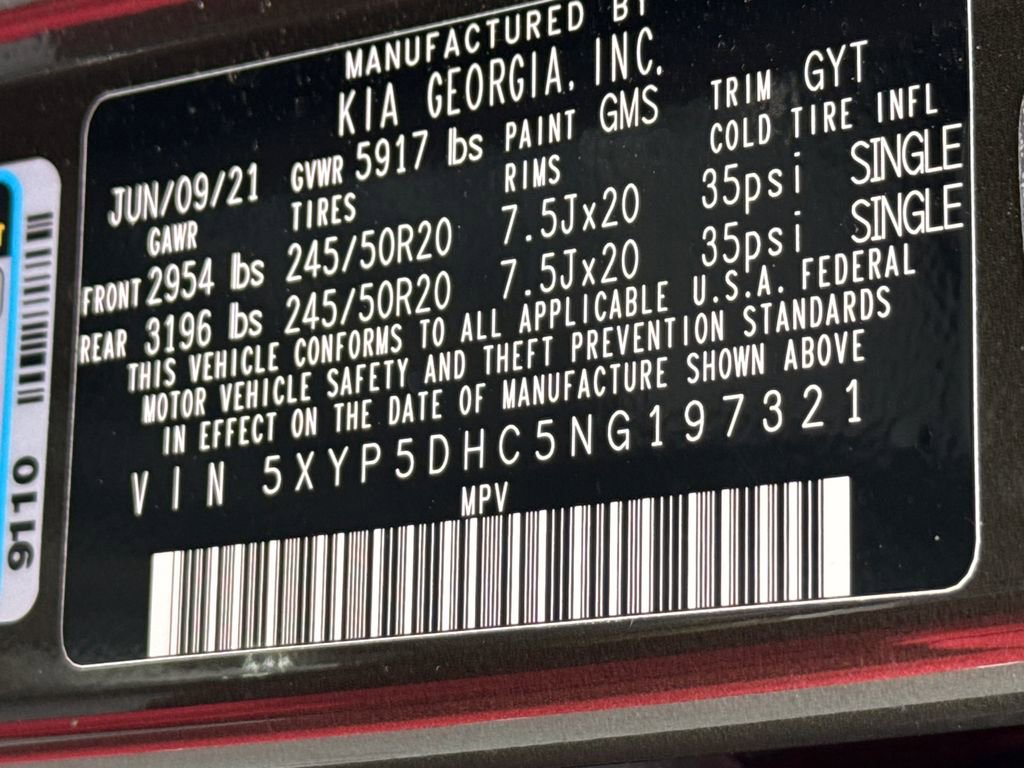 MANUFACTURED BY
KIA GEORGIA, INC.
JUN/09/21 GVWR 5917 lbs PAINT GMS TRIM GYT
GAWR TIRES RIMS COLD TIRE INFL
FRONT 2954 lbs 245/50R20 7.5Jx20 35psi SINGLE
REAR 3196 lbs 245/50R20 7.5Jx20 35psi SINGLE
THIS VEHICLE CONFORMS TO ALL APPLICABLE U.S.A. FEDERAL
MOTOR VEHICLE SAFETY AND THEFT PREVENTION STANDARDS
IN EFFECT ON THE DATE OF MANUFACTURE SHOWN ABOVE
VIN 5XYP5DHC5NG197321
MPV
9110